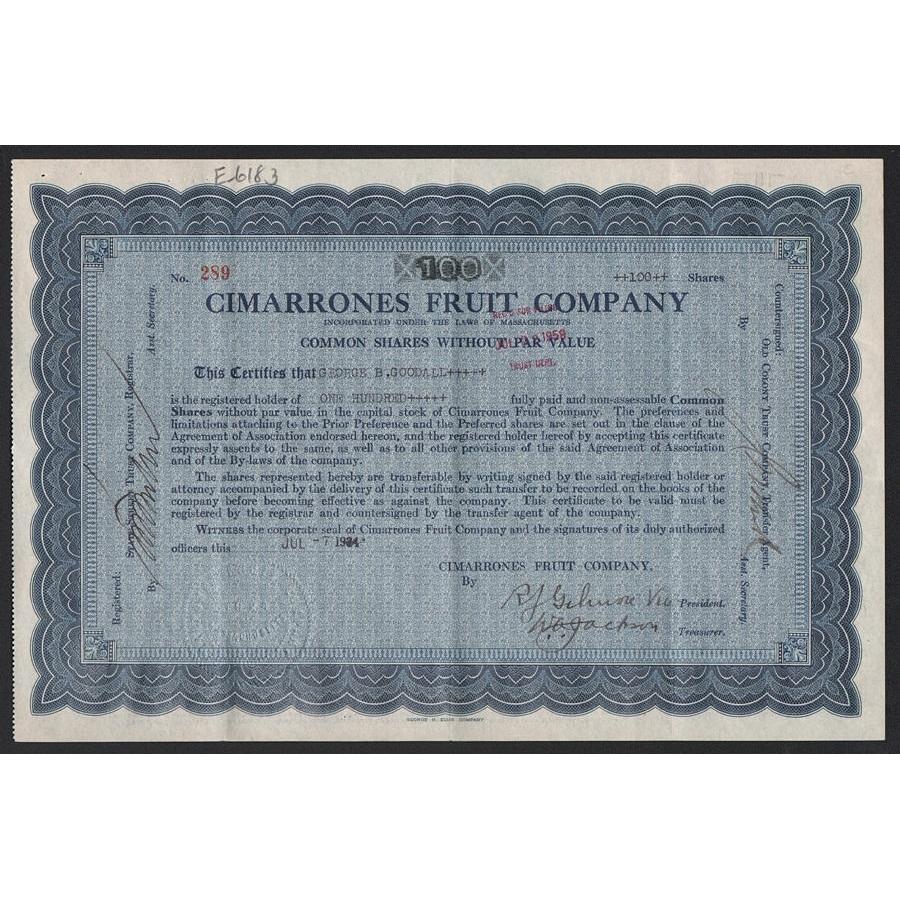 E6183
100
No. 289
++100++ Shares
CIMARRONES FRUIT COMPANY
INCORPORATED UNDER THE LAWS OF MASSACHUSETTS
COMMON SHARES WITHOUT PAR VALUE
1958
TRUST DEPT.
This Certifies that GEORGE B.GOODALL+++++
is the registered holder of ONE HUNDRED+++++ fully paid and non-assessable Common
Shares without par value in the capital stock of Cimarrones Fruit Company. The preferences and
limitations attaching to the Prior Preference and the Preferred shares are set out in the clause of the
Agreement of Association endorsed hereon, and the registered holder hereof by accepting this certificate
expressly assents to the same, as well as to all other provisions of the said Agreement of Association
and of the By-laws of the company.
The shares represented hereby are transferable by writing signed by the said registered holder or
attorney accompanied by the delivery of this certificate such transfer to be recorded on the books of the
company before becoming effective as against the company. This certificate to be valid must be
registered by the registrar and countersigned by the transfer agent of the company.
WITNESS the corporate seal of Cimarrones Fruit Company and the signatures of its duly authorized
officers this JUL -7 1924
CIMARRONES FRUIT COMPANY.
By R J Gilmore Vice President.
W.A. Jackson Treasurer.
Registered:
TRUST COMPANY, Registrar,
By Asst. Secretary.
Countersigned:
OLD COLONY TRUST COMPANY, Transfer Agent,
By Asst. Secretary.
GEORGE H. ELLIS COMPANY